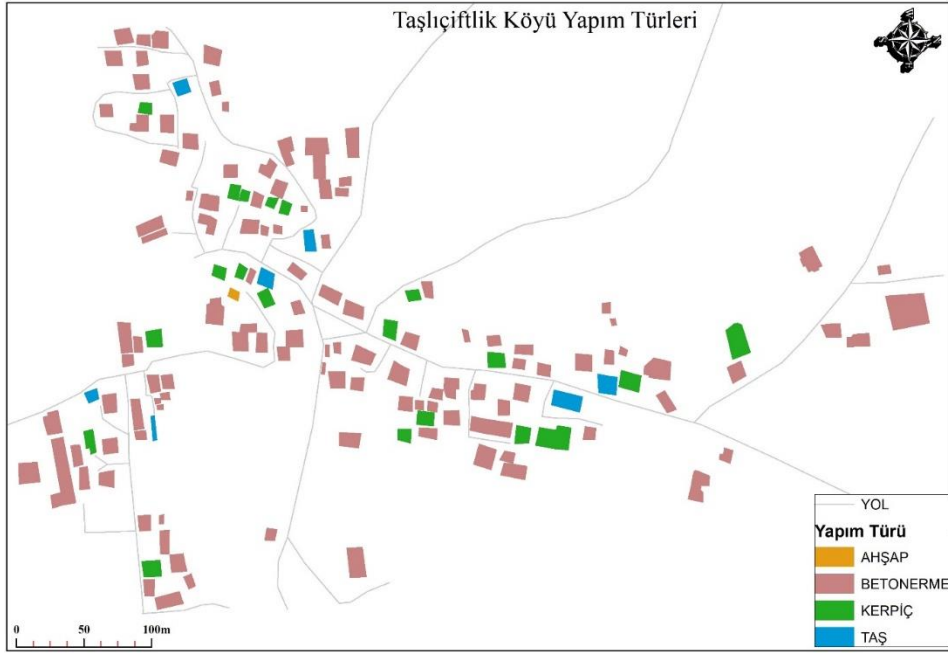 Taşlıçiftlik Köyü Yapım Türleri
YOL
Yapım Türü
AHŞAP
BETONERME
KERPİÇ
TAŞ
0 50 100m